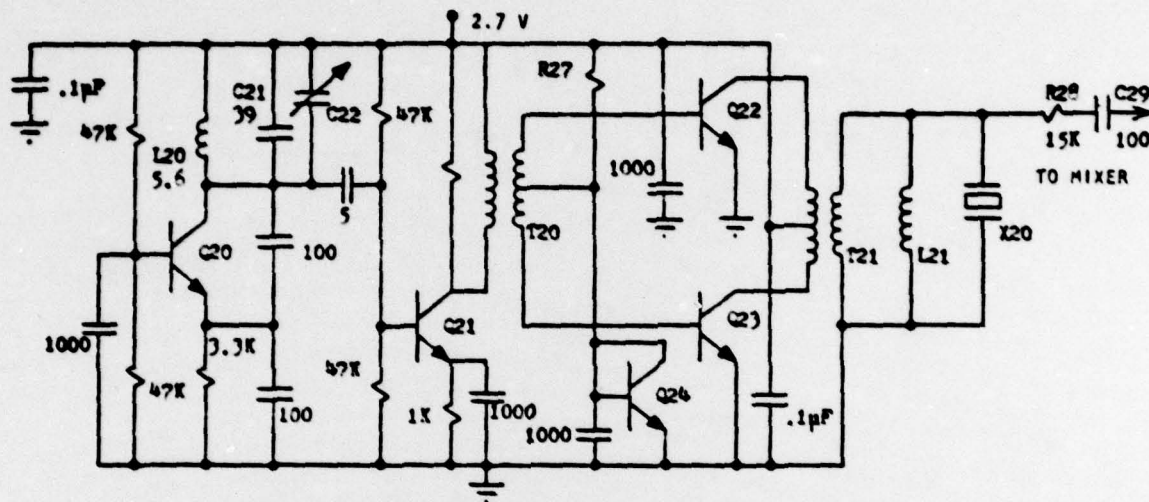 2.7 V
.1µF
47K
L20
5.6
C21
39
C22
47K
5
R27
1000
Q22
R28
15K
C29
100
TO MIXER
Q20
100
T20
T21
L21
X20
1000
47K
3.3K
100
47K
Q21
1K
1000
1000
Q24
Q23
.1µF